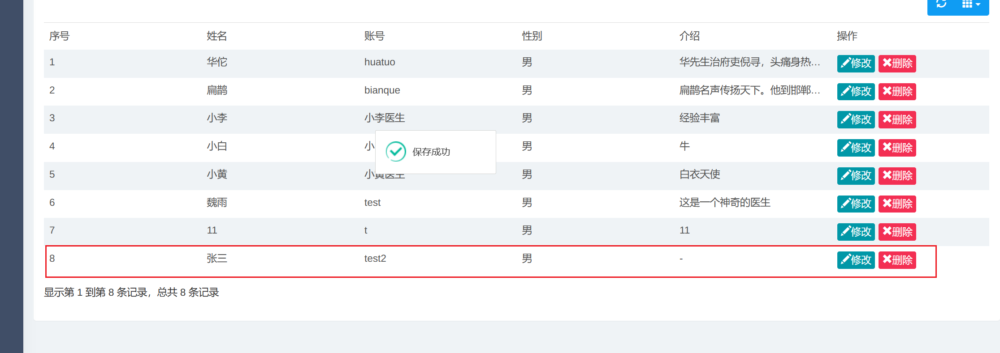 序号 姓名 账号 性别 介绍 操作
1 华佗 huatuo 男 华先生治府吏倪寻，头痛身热… 修改 删除
2 扁鹊 bianque 男 扁鹊名声传扬天下。他到邯郸… 修改 删除
3 小李 小李医生 男 经验丰富 修改 删除
4 小白 小 男 牛 修改 删除
保存成功
5 小黄 小黄医生 男 白衣天使 修改 删除
6 魏雨 test 男 这是一个神奇的医生 修改 删除
7 11 t 男 11 修改 删除
8 张三 test2 男 - 修改 删除
显示第 1 到第 8 条记录，总共 8 条记录